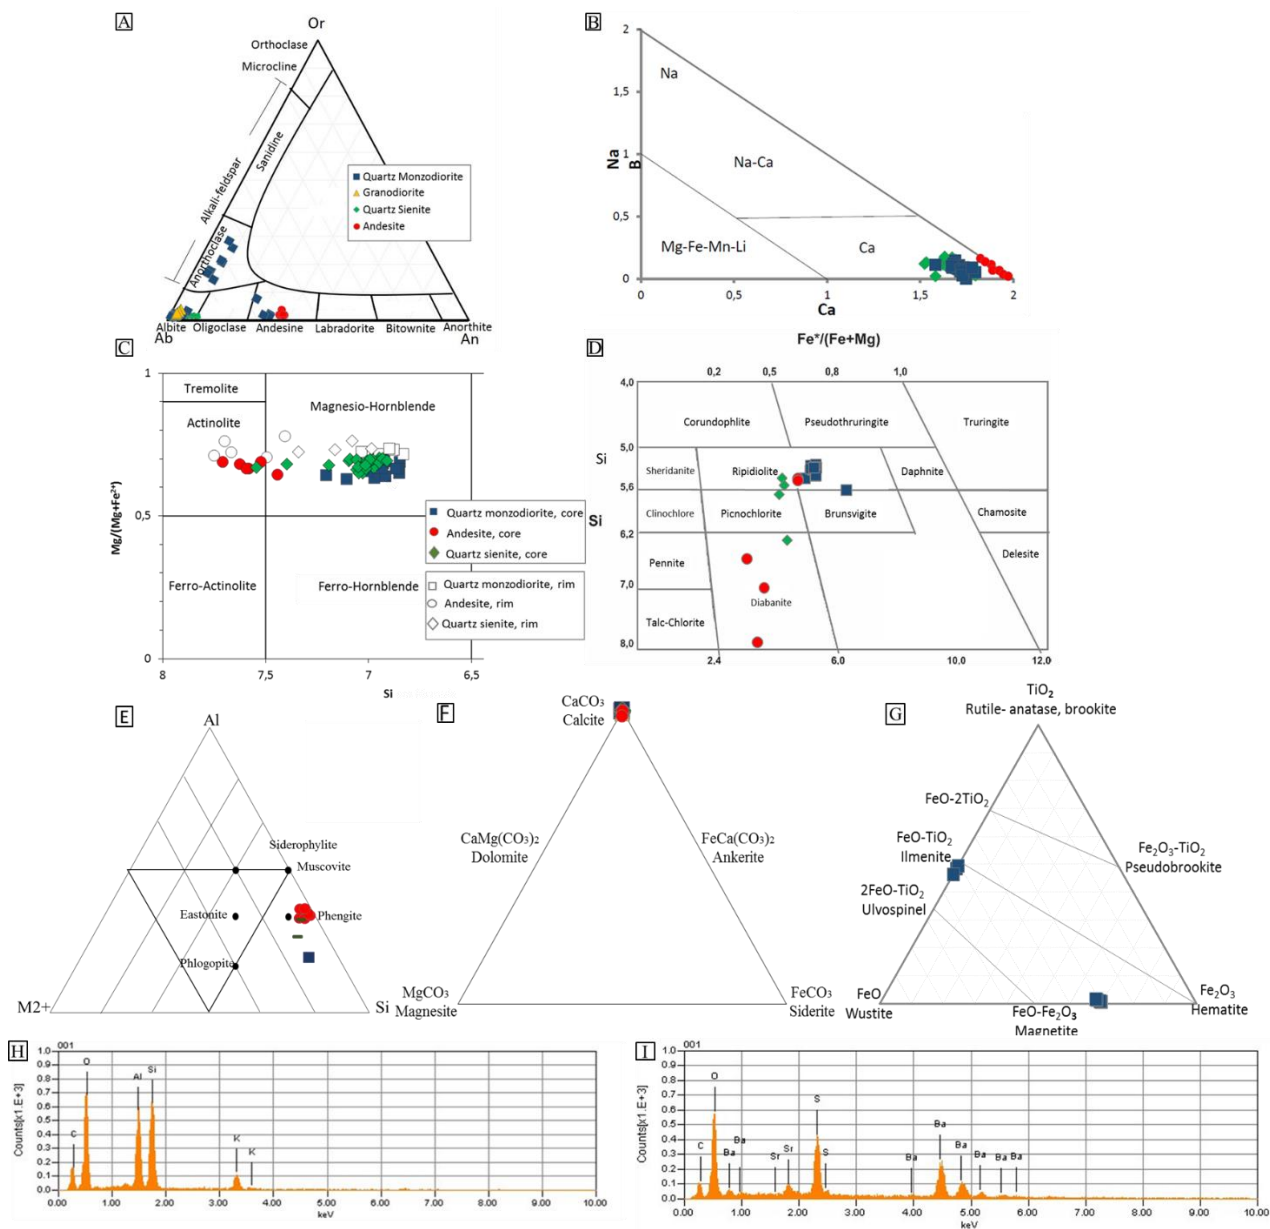 A
Or
Orthoclase
Microcline
Sanidine
Alkali-feldspar
Anorthoclase
Quartz Monzodiorite
Granodiorite
Quartz Sienite
Andesite
Albite
Oligoclase
Andesine
Labradorite
Bitownite
Anorthite
Ab
An
B
2
1,5
1
0,5
0
Na
B
Na
Na-Ca
Mg-Fe-Mn-Li
Ca
0
0,5
1
1,5
2
Ca
C
1
0,5
0
Mg/(Mg+Fe²⁺)
Tremolite
Actinolite
Magnesio-Hornblende
Ferro-Actinolite
Ferro-Hornblende
Quartz monzodiorite, core
Andesite, core
Quartz sienite, core
Quartz monzodiorite, rim
Andesite, rim
Quartz sienite, rim
8
7,5
7
6,5
Si
D
Fe*/(Fe+Mg)
0,2
0,5
0,8
1,0
4,0
5,0
Si
5,6
Si
6,2
7,0
8,0
Corundophlite
Pseudothruringite
Truringite
Sheridanite
Ripidiolite
Daphnite
Clinochlore
Picnochlorite
Brunsvigite
Chamosite
Pennite
Delesite
Diabanite
Talc-Chlorite
2,4
6,0
10,0
12,0
E
Al
Siderophylite
Muscovite
Eastonite
Phengite
Phlogopite
M2+
Si
F
CaCO₃
Calcite
CaMg(CO₃)₂
Dolomite
FeCa(CO₃)₂
Ankerite
MgCO₃
Magnesite
FeCO₃
Siderite
G
TiO₂
Rutile- anatase, brookite
FeO-2TiO₂
FeO-TiO₂
Ilmenite
Fe₂O₃-TiO₂
Pseudobrookite
2FeO-TiO₂
Ulvospinel
FeO
Wustite
FeO-Fe₂O₃
Magnetite
Fe₂O₃
Hematite
H
001
Counts[x1.E+3]
1.0
0.9
0.8
0.7
0.6
0.5
0.4
0.3
0.2
0.1
0.0
C
O
Al
Si
K
K
0.00
1.00
2.00
3.00
4.00
5.00
6.00
7.00
8.00
9.00
10.00
keV
I
001
Counts[x1.E+3]
1.0
0.9
0.8
0.7
0.6
0.5
0.4
0.3
0.2
0.1
0.0
C
O
Ba
Ba
Sr
Sr
S
S
Ba
Ba
Ba
Ba
Ba
Ba
0.00
1.00
2.00
3.00
4.00
5.00
6.00
7.00
8.00
9.00
10.00
keV